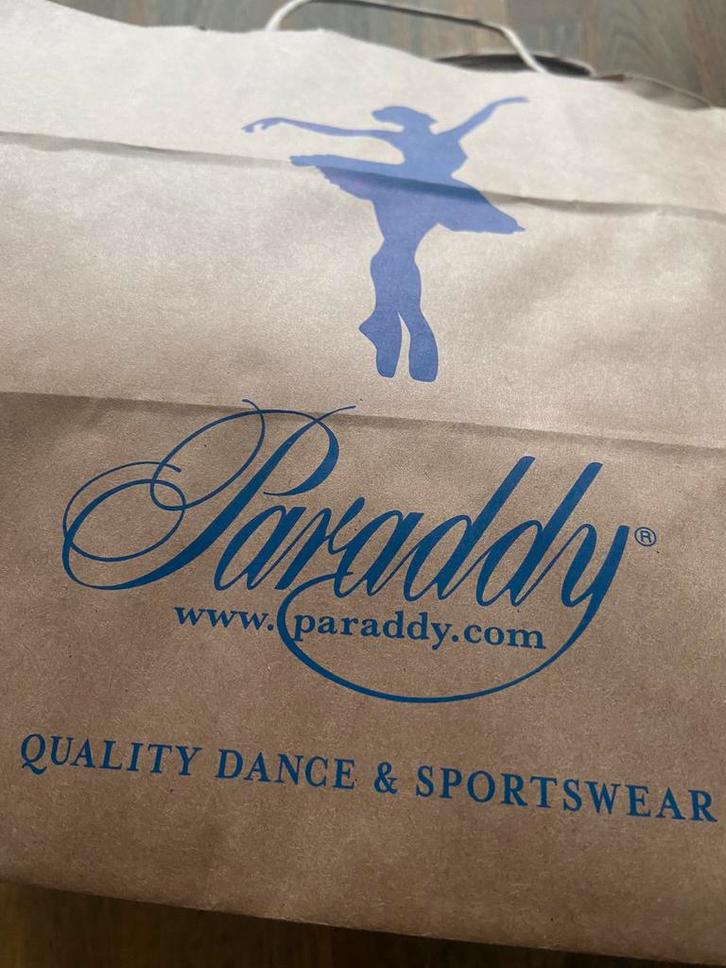 Paraddy®
www.paraddy.com
QUALITY DANCE & SPORTSWEAR